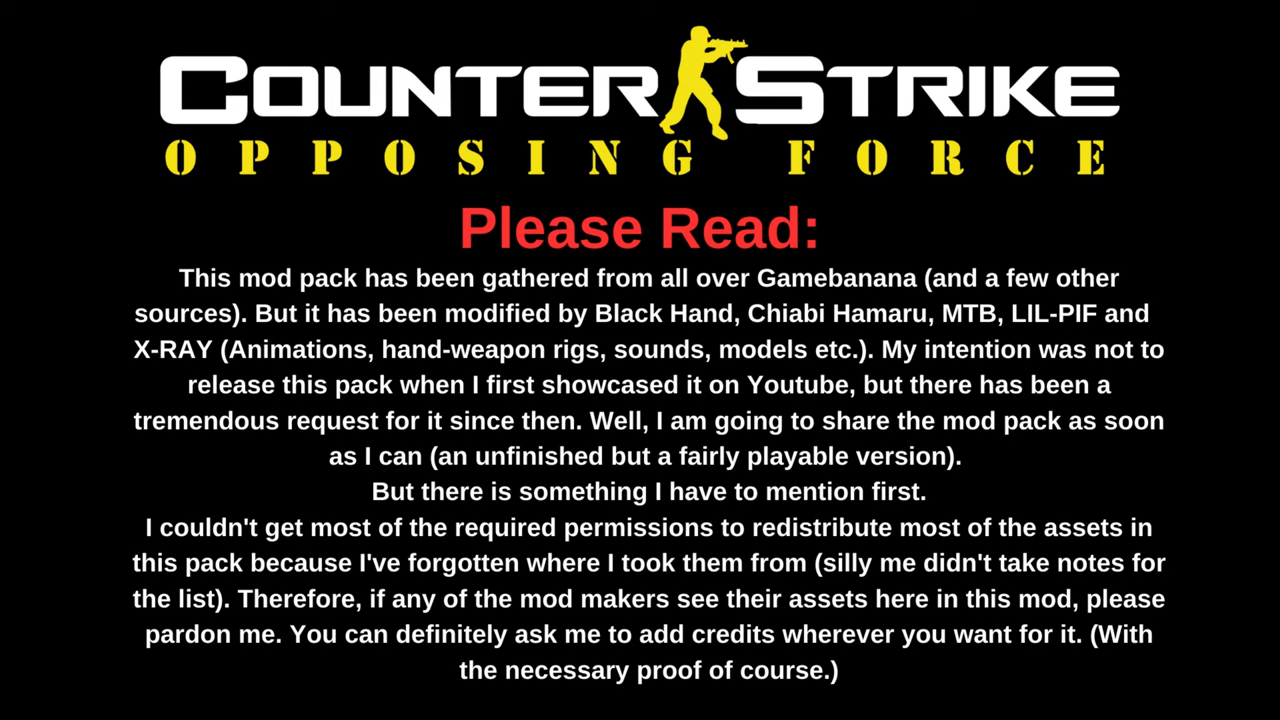 COUNTER STRIKE
OPPOSING FORCE
Please Read:
This mod pack has been gathered from all over Gamebanana (and a few other
sources). But it has been modified by Black Hand, Chiabi Hamaru, MTB, LIL-PIF and
X-RAY (Animations, hand-weapon rigs, sounds, models etc.). My intention was not to
release this pack when I first showcased it on Youtube, but there has been a
tremendous request for it since then. Well, I am going to share the mod pack as soon
as I can (an unfinished but a fairly playable version).
But there is something I have to mention first.
I couldn't get most of the required permissions to redistribute most of the assets in
this pack because I've forgotten where I took them from (silly me didn't take notes for
the list). Therefore, if any of the mod makers see their assets here in this mod, please
pardon me. You can definitely ask me to add credits wherever you want for it. (With
the necessary proof of course.)